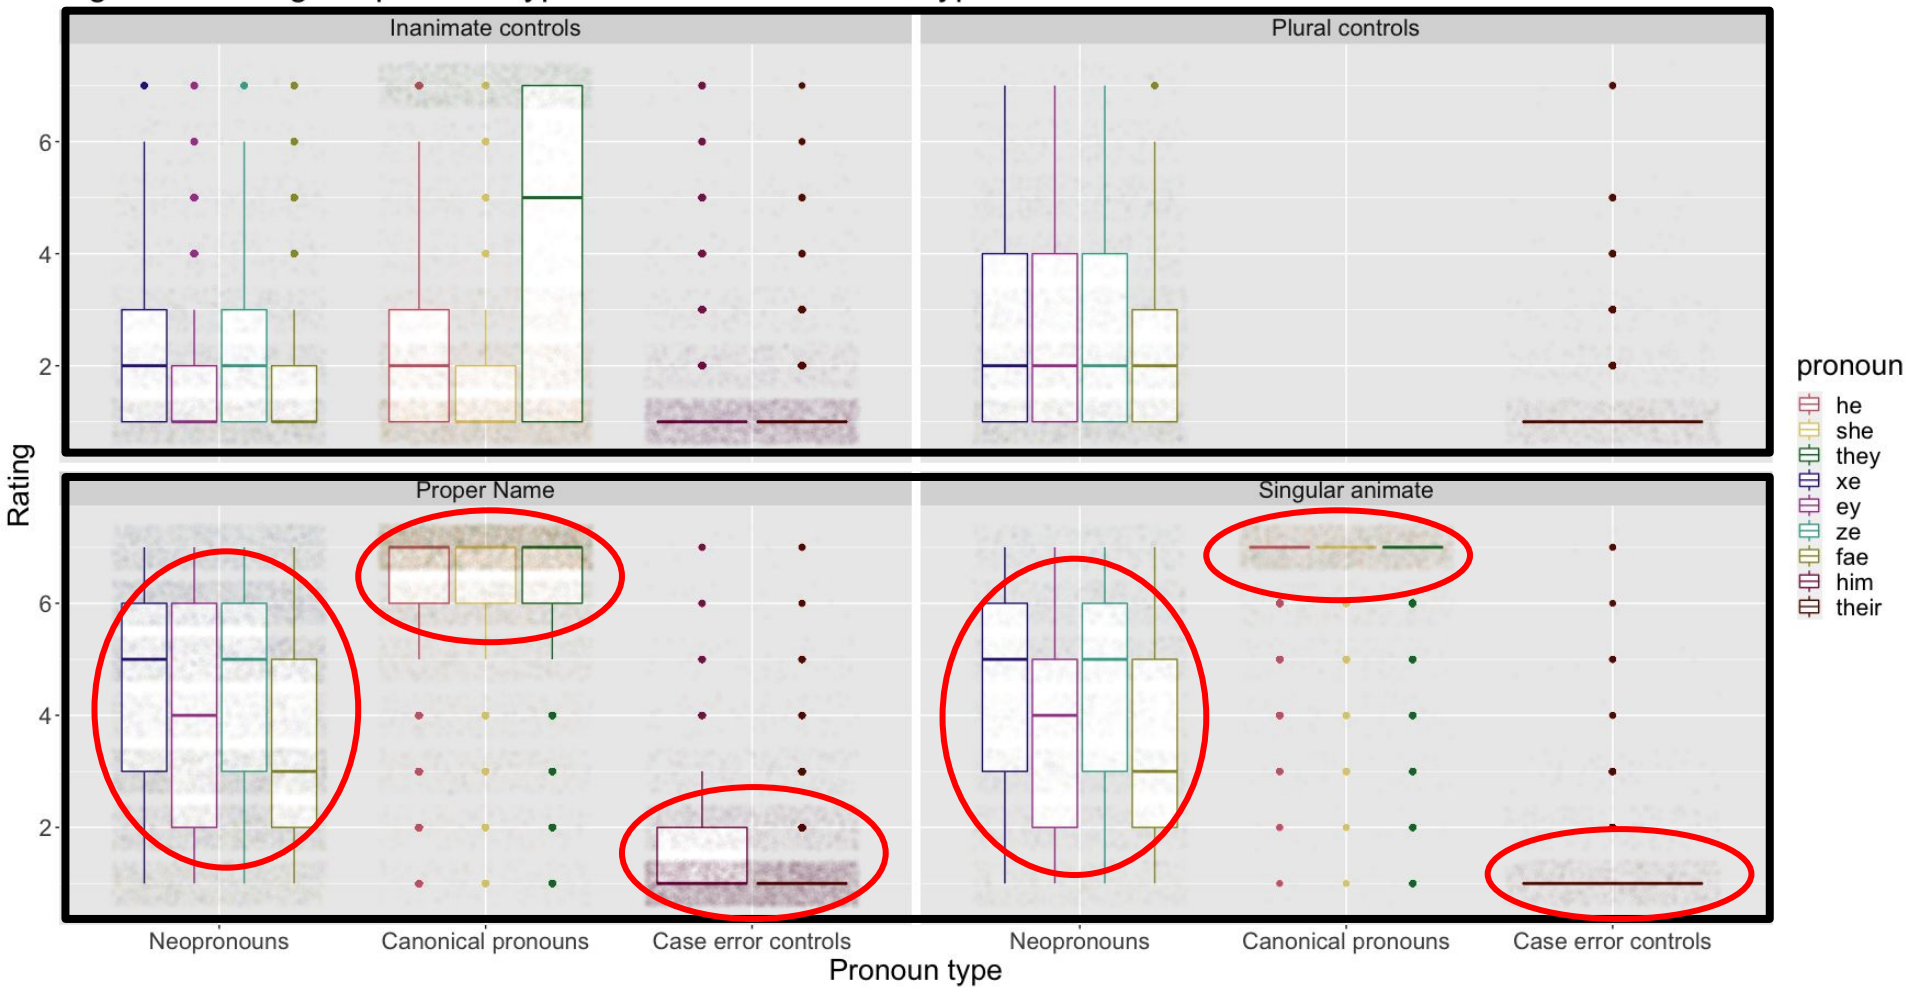 Inanimate controls
Plural controls
6
4
2
Proper Name
Singular animate
6
4
2
Rating
Neopronouns
Canonical pronouns
Case error controls
Neopronouns
Canonical pronouns
Case error controls
Pronoun type
pronoun
he
she
they
xe
ey
ze
fae
him
their